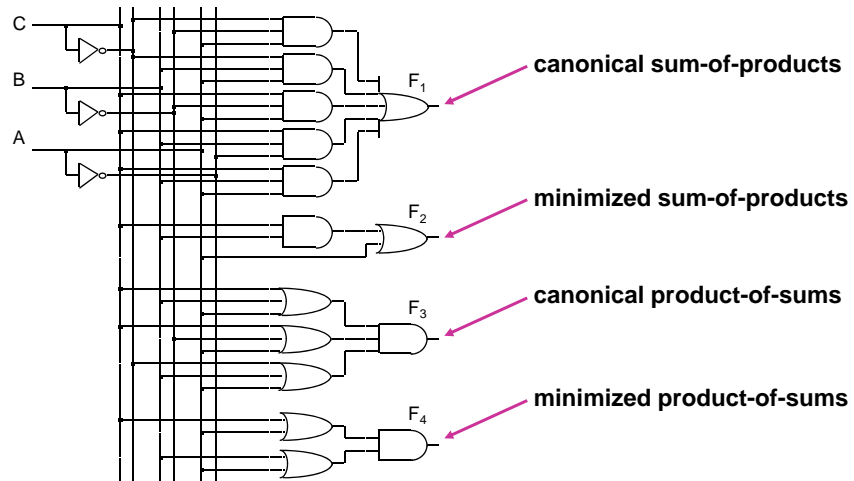 C
B
A
F1
canonical sum-of-products
F2
minimized sum-of-products
F3
canonical product-of-sums
F4
minimized product-of-sums